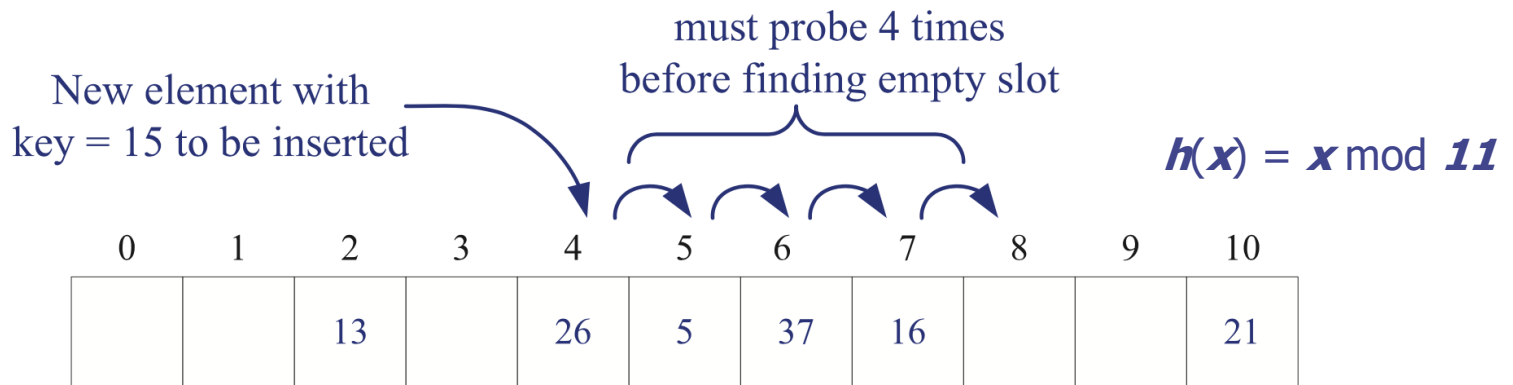 must probe 4 times
before finding empty slot
New element with
key = 15 to be inserted
h(x) = x mod 11
0 1 2 3 4 5 6 7 8 9 10
13 26 5 37 16 21